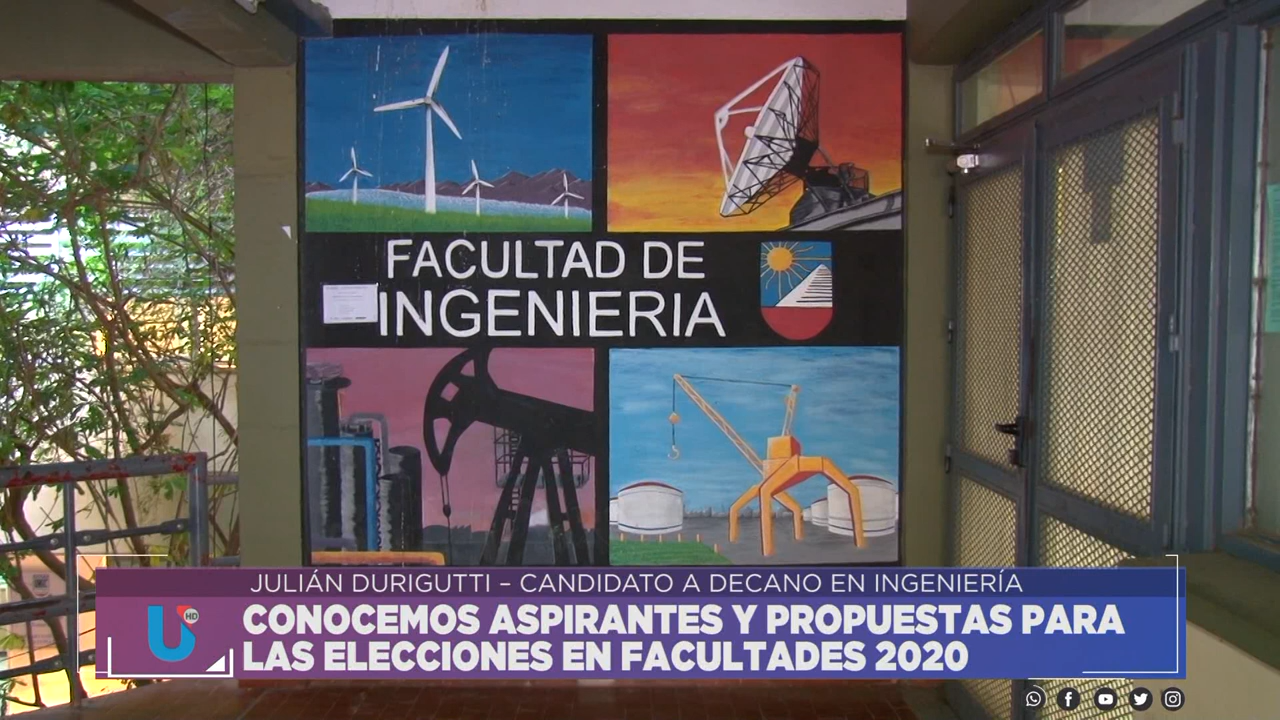 FACULTAD DE
INGENIERIA
JULIÁN DURIGUTTI – CANDIDATO A DECANO EN INGENIERÍA
U HD
CONOCEMOS ASPIRANTES Y PROPUESTAS PARA
LAS ELECCIONES EN FACULTADES 2020